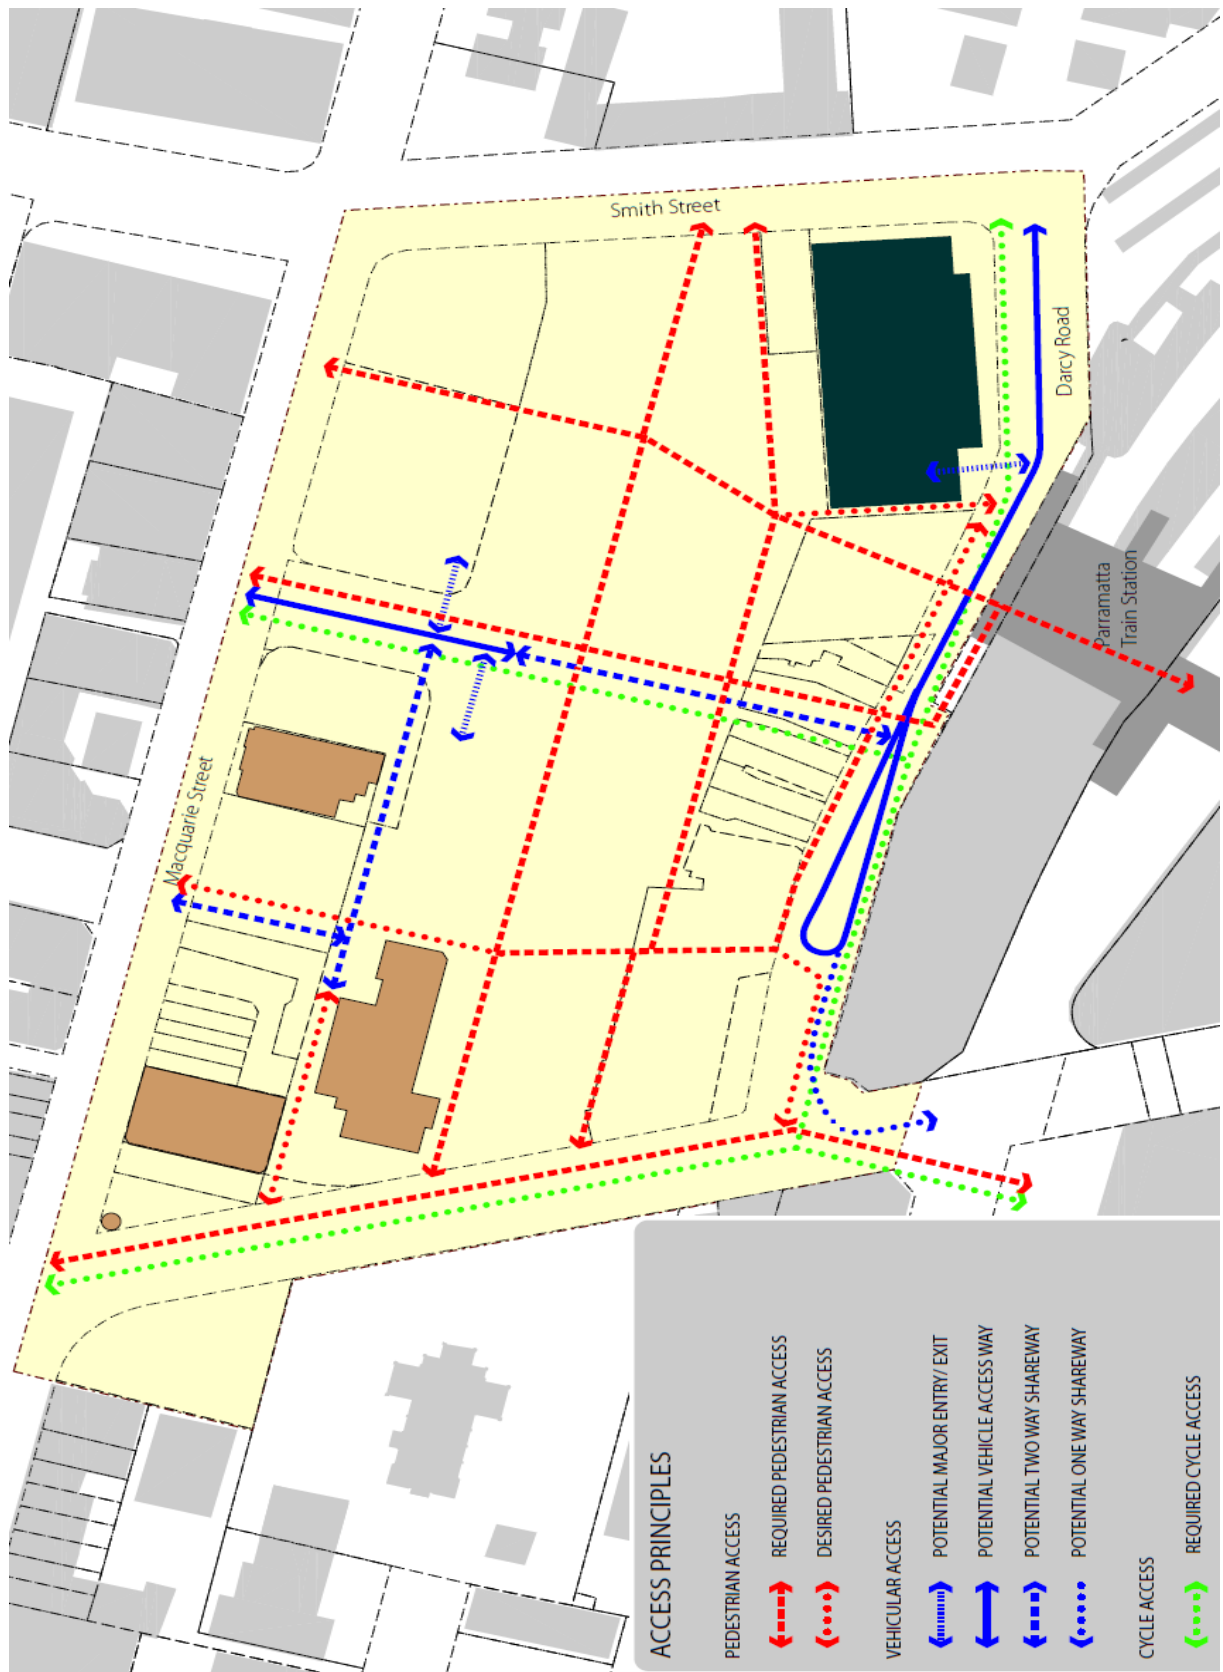 Smith Street
Macquarie Street
Darcy Road
Parramatta
Train Station
ACCESS PRINCIPLES
PEDESTRIAN ACCESS
REQUIRED PEDESTRIAN ACCESS
DESIRED PEDESTRIAN ACCESS
VEHICULAR ACCESS
POTENTIAL MAJOR ENTRY/ EXIT
POTENTIAL VEHICLE ACCESS WAY
POTENTIAL TWO WAY SHAREWAY
POTENTIAL ONE WAY SHAREWAY
CYCLE ACCESS
REQUIRED CYCLE ACCESS